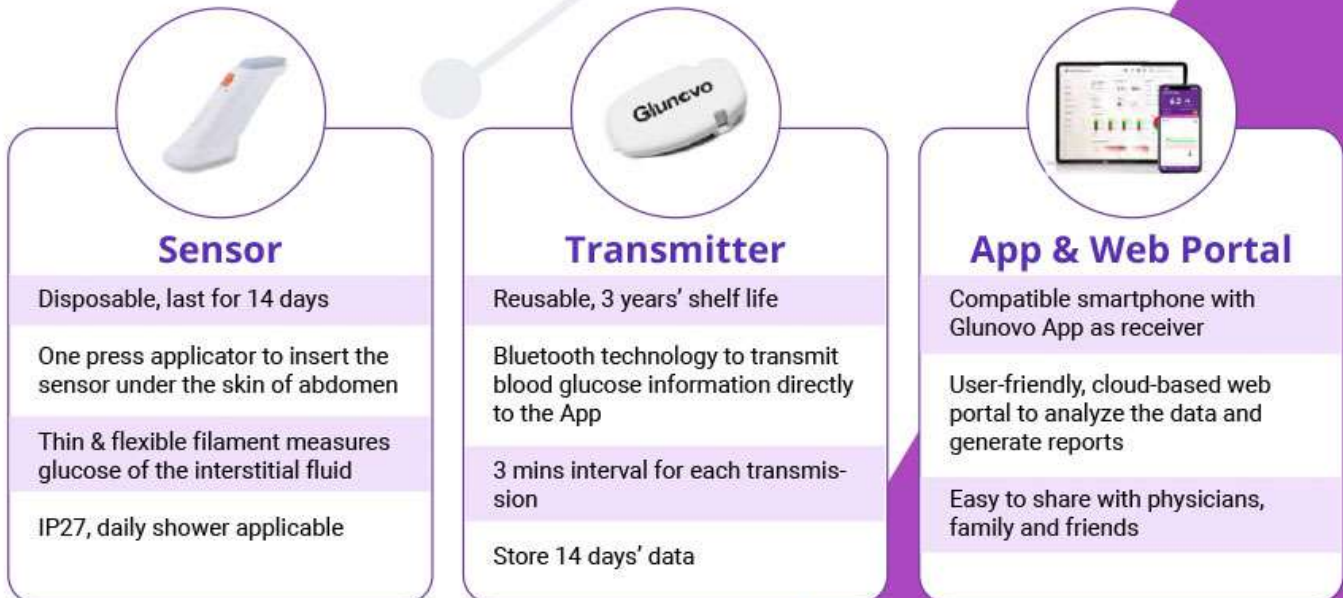 Glunovo
Sensor
Disposable, last for 14 days
One press applicator to insert the
sensor under the skin of abdomen
Thin & flexible filament measures
glucose of the interstitial fluid
IP27, daily shower applicable
Transmitter
Reusable, 3 years’ shelf life
Bluetooth technology to transmit
blood glucose information directly
to the App
3 mins interval for each transmis-
sion
Store 14 days’ data
App & Web Portal
Compatible smartphone with
Glunovo App as receiver
User-friendly, cloud-based web
portal to analyze the data and
generate reports
Easy to share with physicians,
family and friends